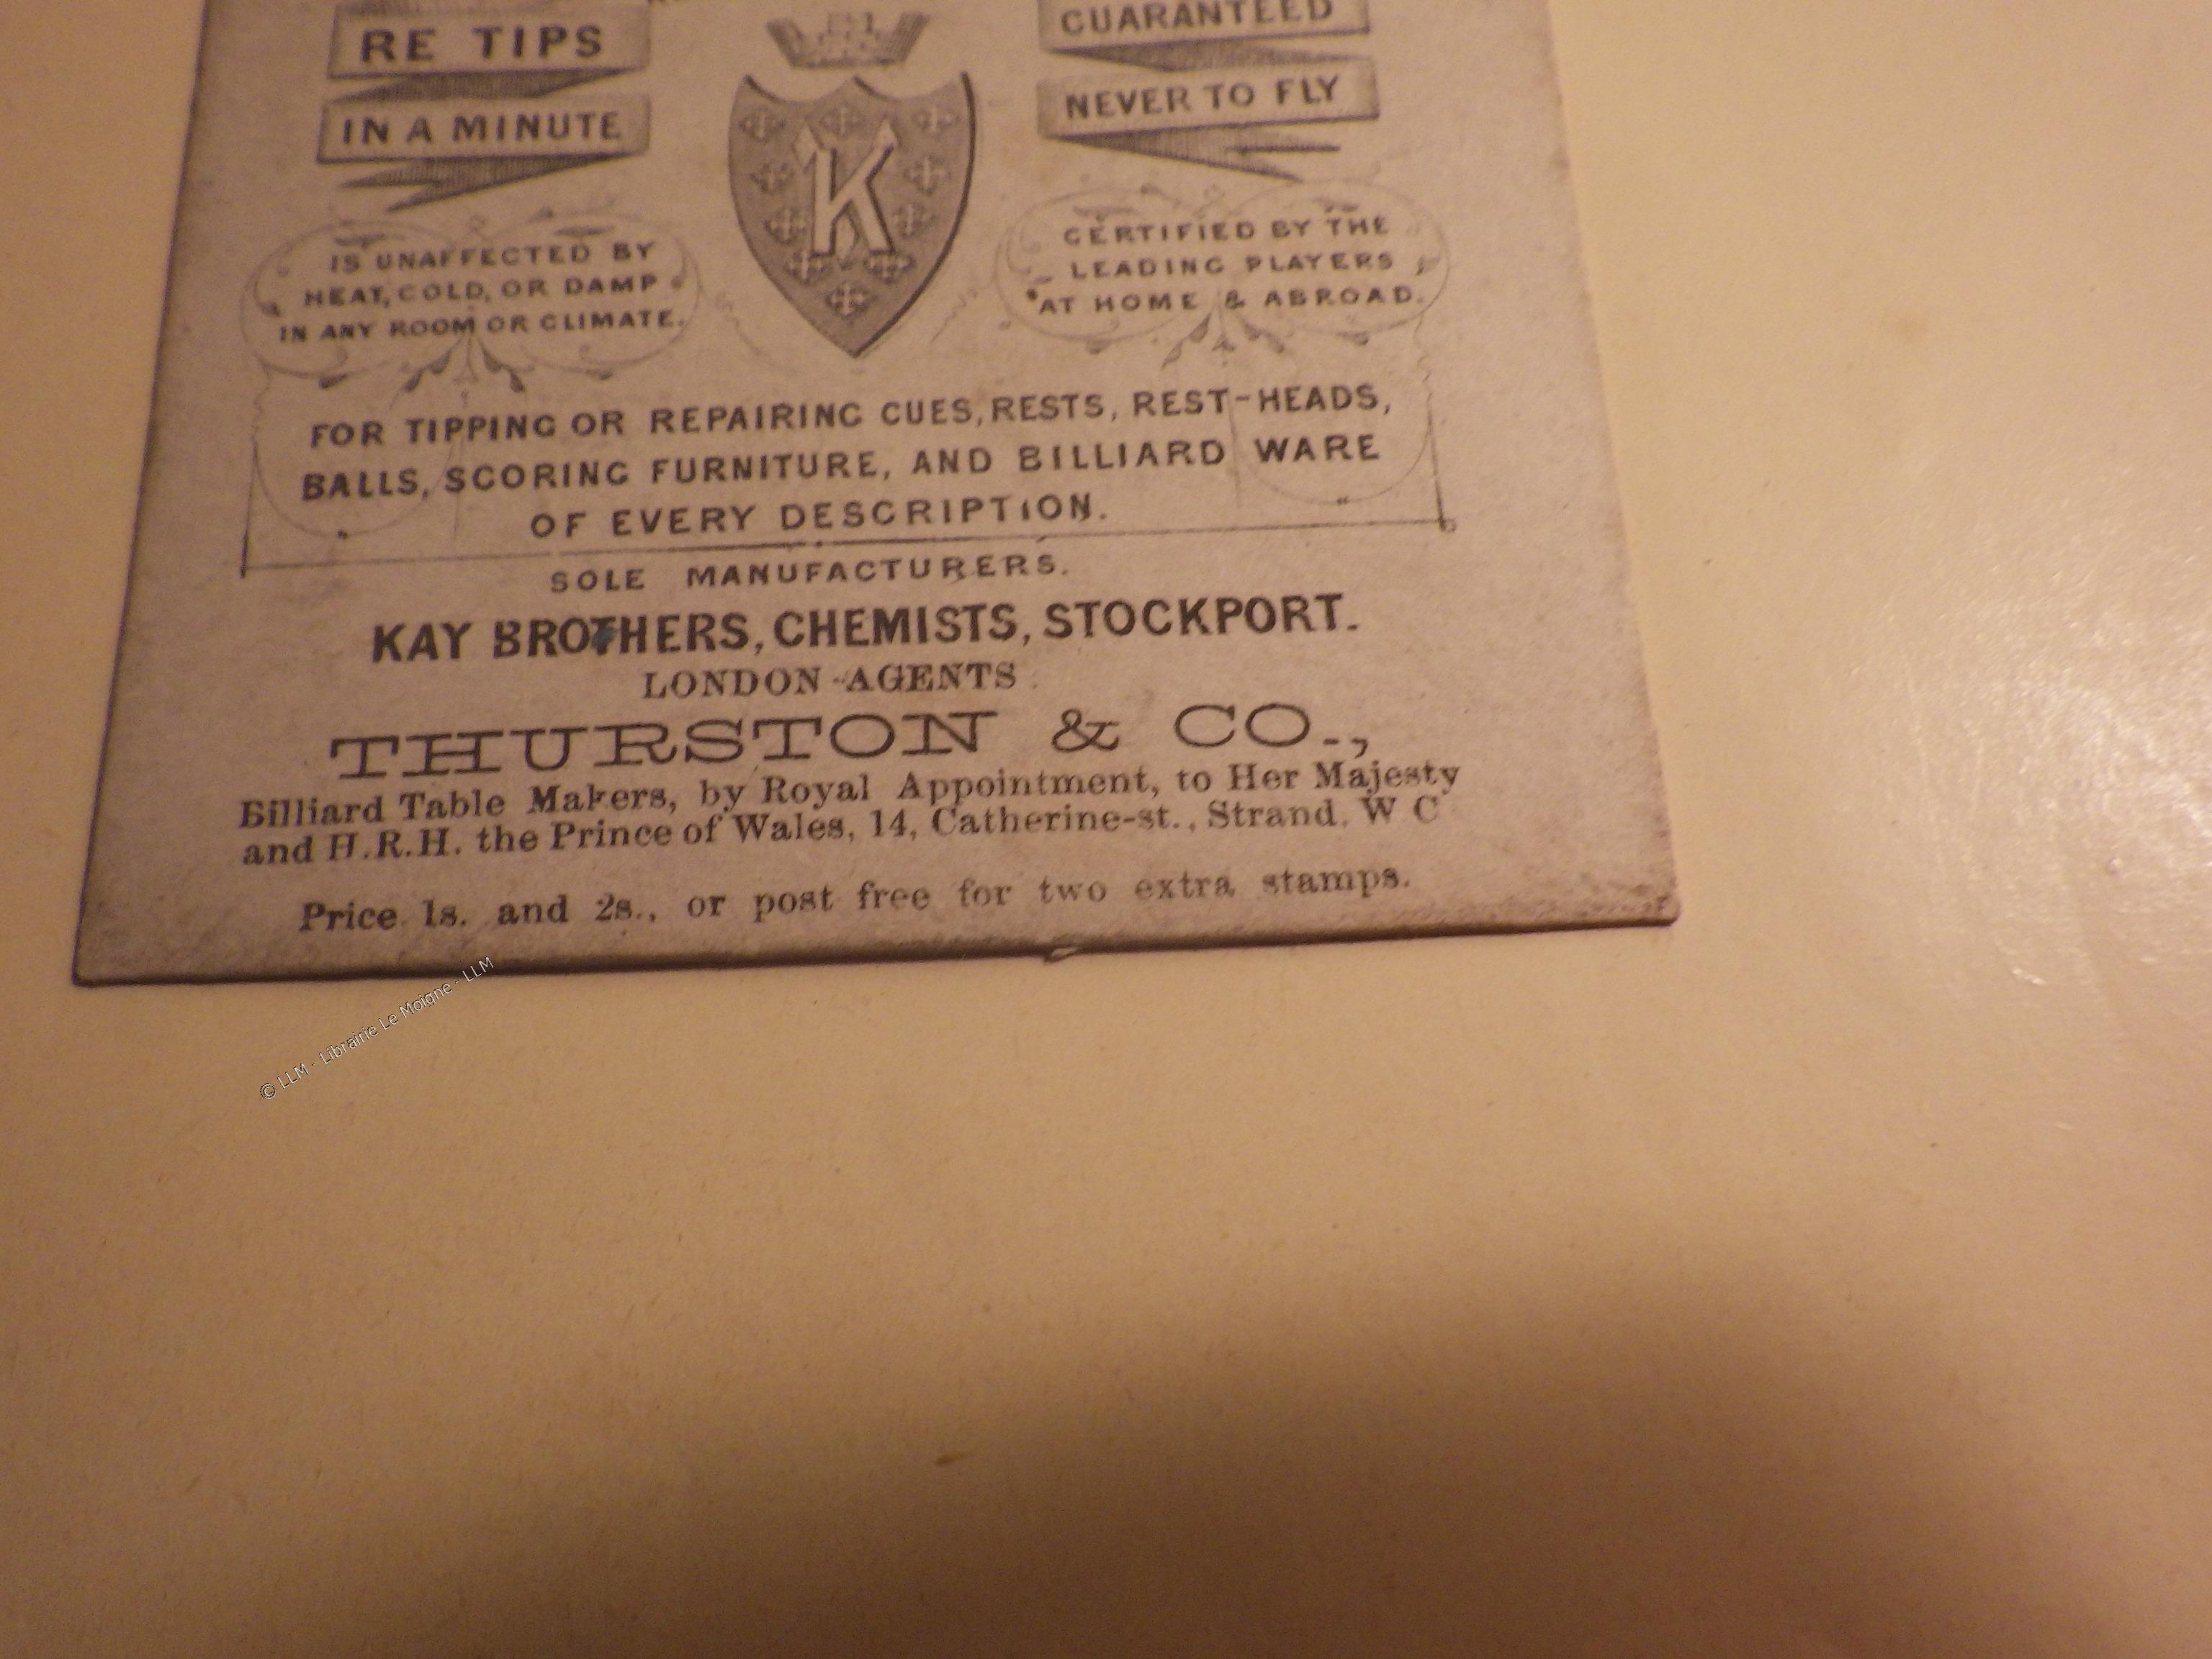 RE TIPS
IN A MINUTE
GUARANTEED
NEVER TO FLY
K
IS UNAFFECTED BY
HEAT, COLD, OR DAMP
IN ANY ROOM OR CLIMATE.
CERTIFIED BY THE
LEADING PLAYERS
AT HOME & ABROAD.
FOR TIPPING OR REPAIRING CUES, RESTS, REST-HEADS,
BALLS, SCORING FURNITURE, AND BILLIARD WARE
OF EVERY DESCRIPTION.
SOLE MANUFACTURERS.
KAY BROTHERS, CHEMISTS, STOCKPORT.
LONDON AGENTS
THURSTON & CO.,
Billiard Table Makers, by Royal Appointment, to Her Majesty
and H.R.H. the Prince of Wales, 14, Catherine-st., Strand. W C
Price 1s. and 2s., or post free for two extra stamps.
© LLM - Librairie Le Moigne - LLM